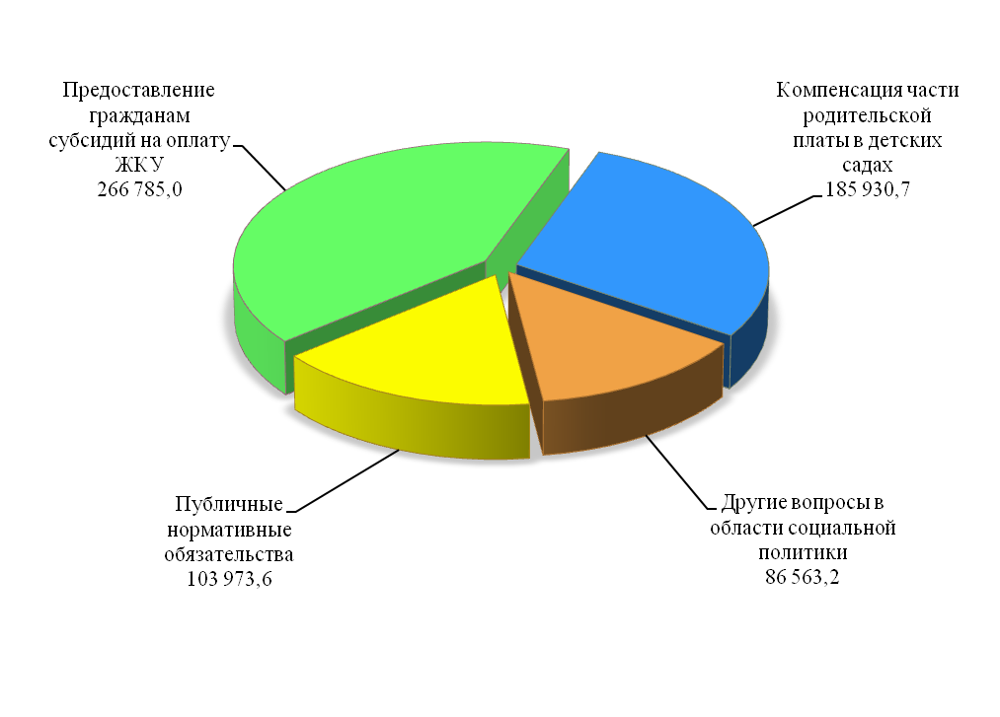 Предоставление
гражданам
субсидий на оплату
ЖКУ
266 785,0
Компенсация части
родительской
платы в детских
садах
185 930,7
Публичные
нормативные
обязательства
103 973,6
Другие вопросы в
области социальной
политики
86 563,2